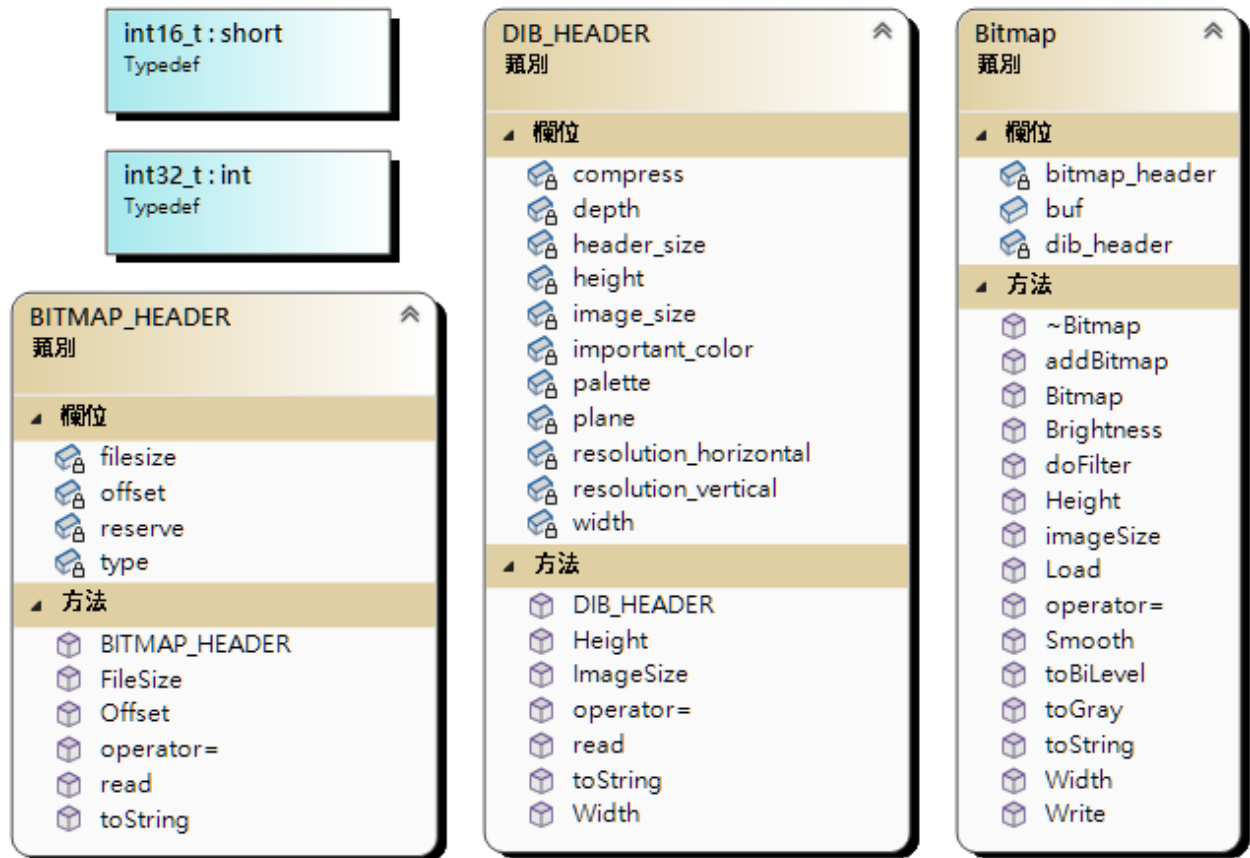 int16_t : short
Typedef
int32_t : int
Typedef
BITMAP_HEADER
類別
欄位
filesize
offset
reserve
type
方法
BITMAP_HEADER
FileSize
Offset
operator=
read
toString
DIB_HEADER
類別
欄位
compress
depth
header_size
height
image_size
important_color
palette
plane
resolution_horizontal
resolution_vertical
width
方法
DIB_HEADER
Height
ImageSize
operator=
read
toString
Width
Bitmap
類別
欄位
bitmap_header
buf
dib_header
方法
~Bitmap
addBitmap
Bitmap
Brightness
doFilter
Height
imageSize
Load
operator=
Smooth
toBiLevel
toGray
toString
Width
Write